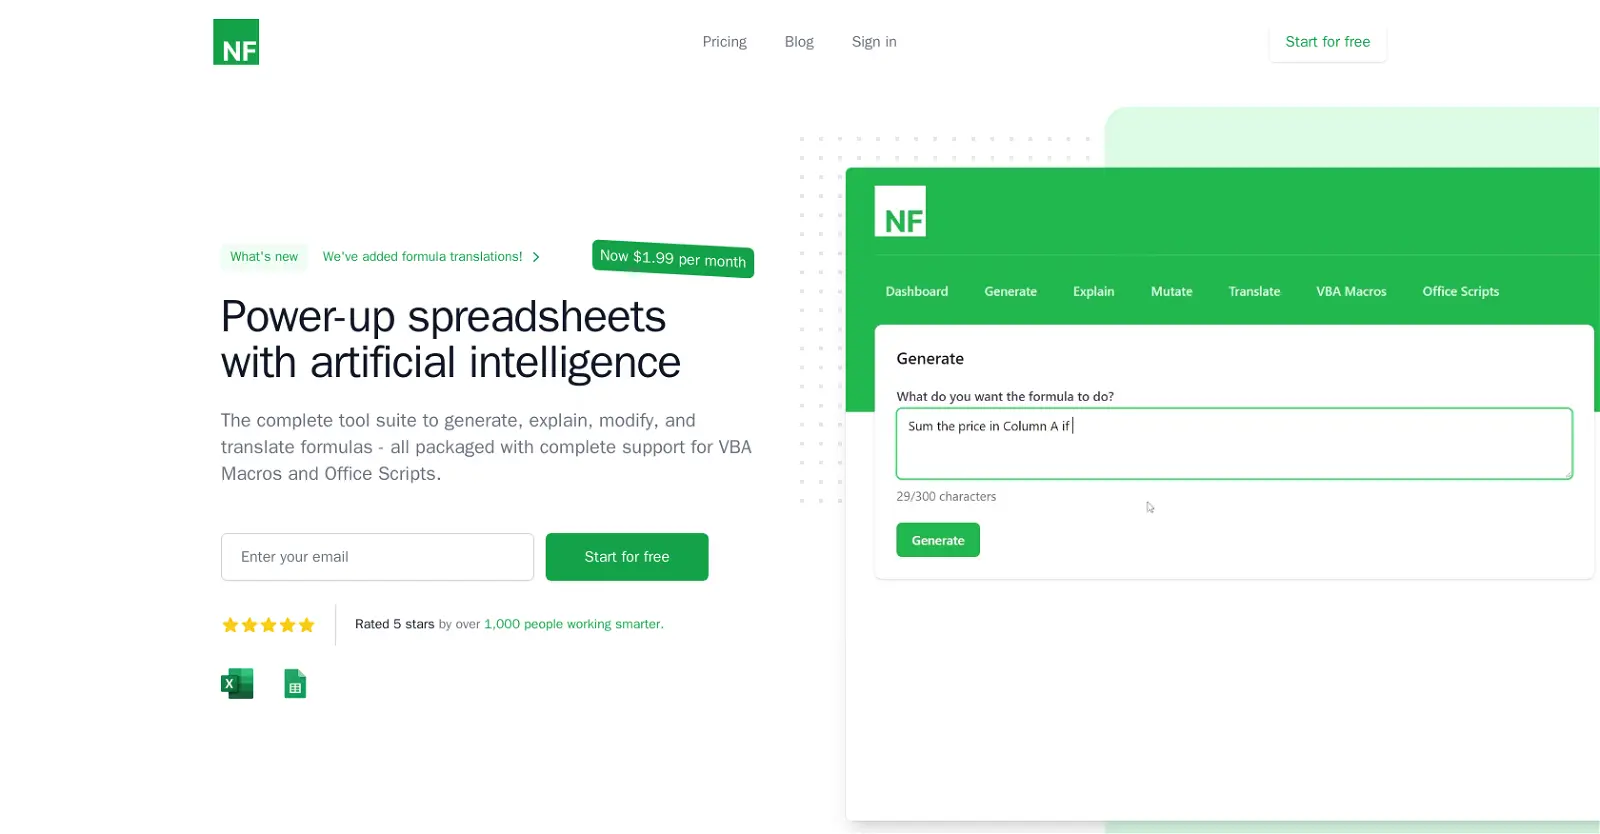 NF
Pricing
Blog
Sign in
Start for free
What's new
We've added formula translations!
Now $1.99 per month
Power-up spreadsheets
with artificial intelligence
The complete tool suite to generate, explain, modify, and
translate formulas - all packaged with complete support for VBA
Macros and Office Scripts.
Enter your email
Start for free
Rated 5 stars by over 1,000 people working smarter.
X
NF
Dashboard
Generate
Explain
Mutate
Translate
VBA Macros
Office Scripts
Generate
What do you want the formula to do?
Sum the price in Column A if
29/300 characters
Generate